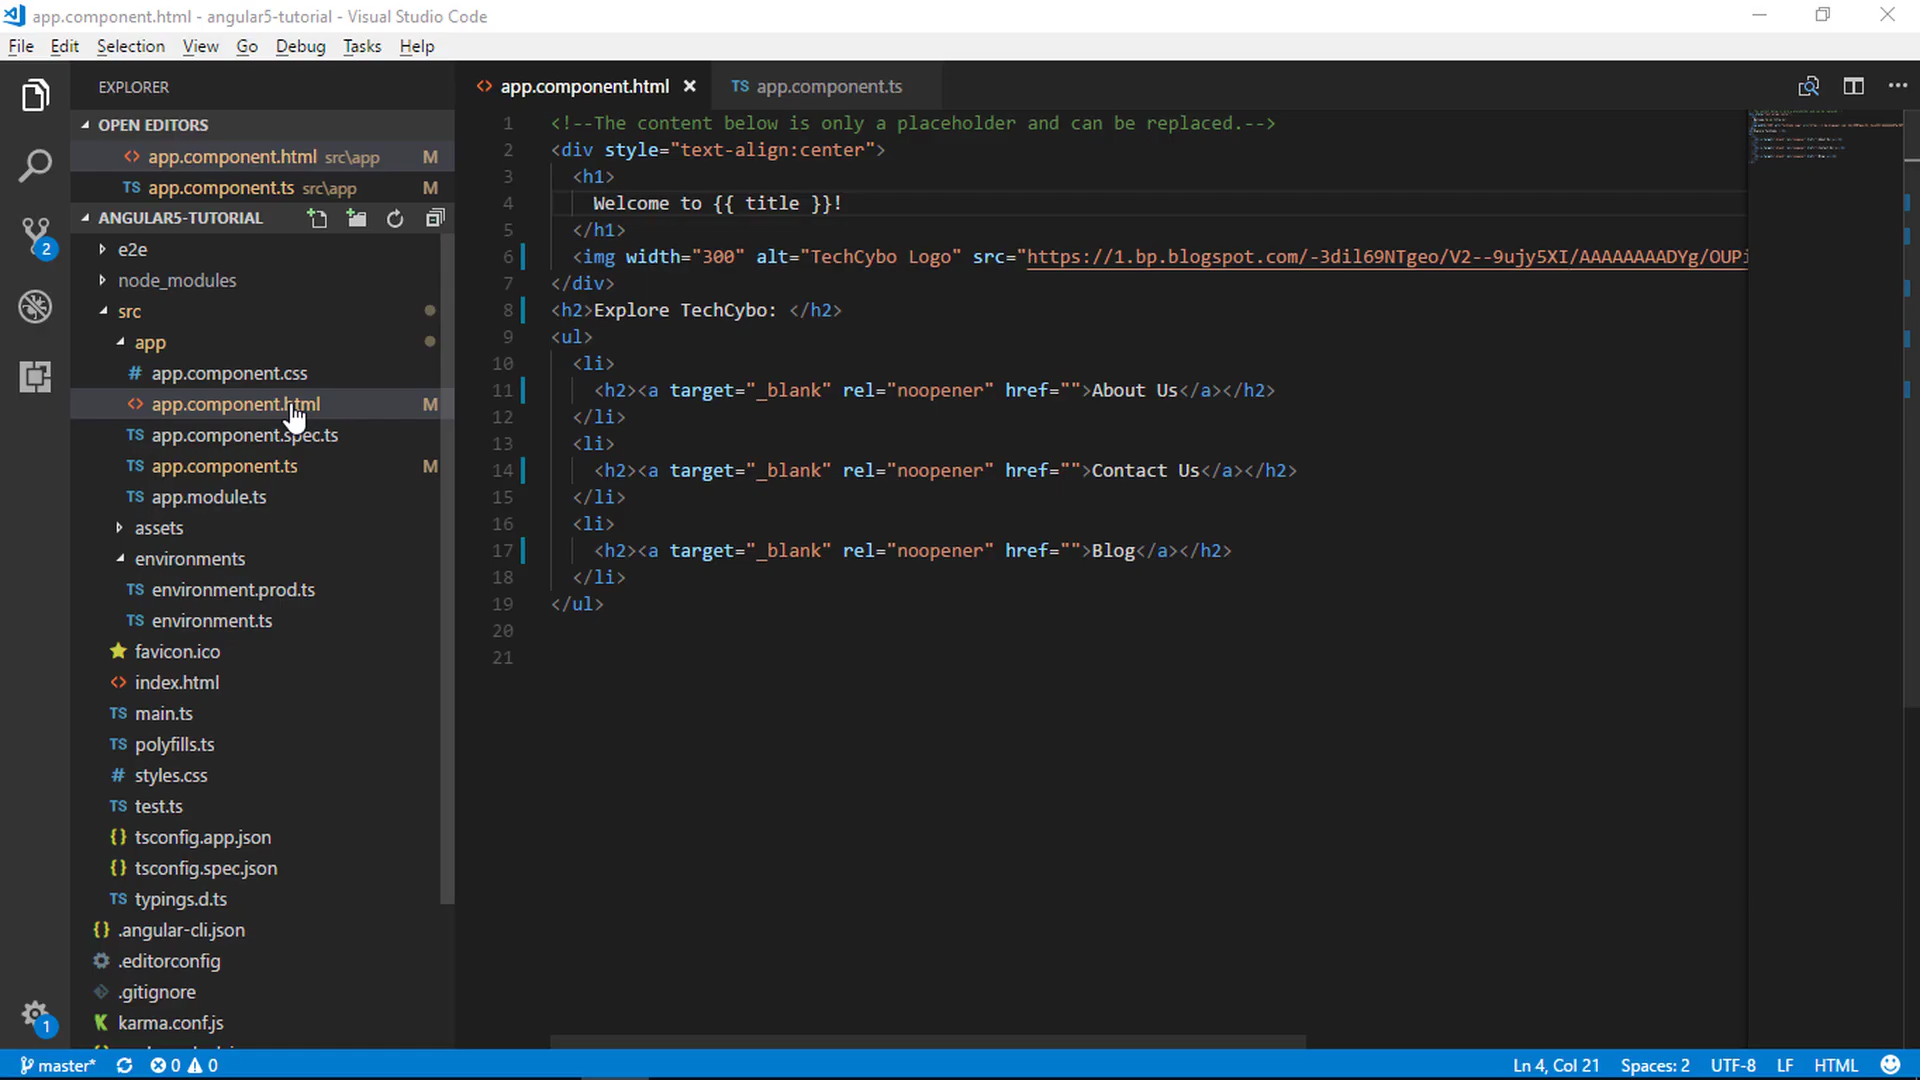 app.component.html - angular5-tutorial - Visual Studio Code
File Edit Selection View Go Debug Tasks Help
EXPLORER
OPEN EDITORS
<> app.component.html src\app M
TS app.component.ts src\app M
ANGULAR5-TUTORIAL
e2e
node_modules
src
app
# app.component.css
<> app.component.html M
TS app.component.spec.ts
TS app.component.ts M
TS app.module.ts
assets
environments
TS environment.prod.ts
TS environment.ts
favicon.ico
<> index.html
TS main.ts
TS polyfills.ts
# styles.css
TS test.ts
{} tsconfig.app.json
{} tsconfig.spec.json
TS typings.d.ts
{} .angular-cli.json
.editorconfig
.gitignore
K karma.conf.js
2
1
<> app.component.html × TS app.component.ts
1 <!--The content below is only a placeholder and can be replaced.-->
2 <div style="text-align:center">
3 <h1>
4 Welcome to {{ title }}!
5 </h1>
6 <img width="300" alt="TechCybo Logo" src="https://1.bp.blogspot.com/-3dil69NTgeo/V2--9ujy5XI/AAAAAAAADYg/OUPi
7 </div>
8 <h2>Explore TechCybo: </h2>
9 <ul>
10 <li>
11 <h2><a target="_blank" rel="noopener" href="">About Us</a></h2>
12 </li>
13 <li>
14 <h2><a target="_blank" rel="noopener" href="">Contact Us</a></h2>
15 </li>
16 <li>
17 <h2><a target="_blank" rel="noopener" href="">Blog</a></h2>
18 </li>
19 </ul>
20
21
master* 0 0 Ln 4, Col 21 Spaces: 2 UTF-8 LF HTML